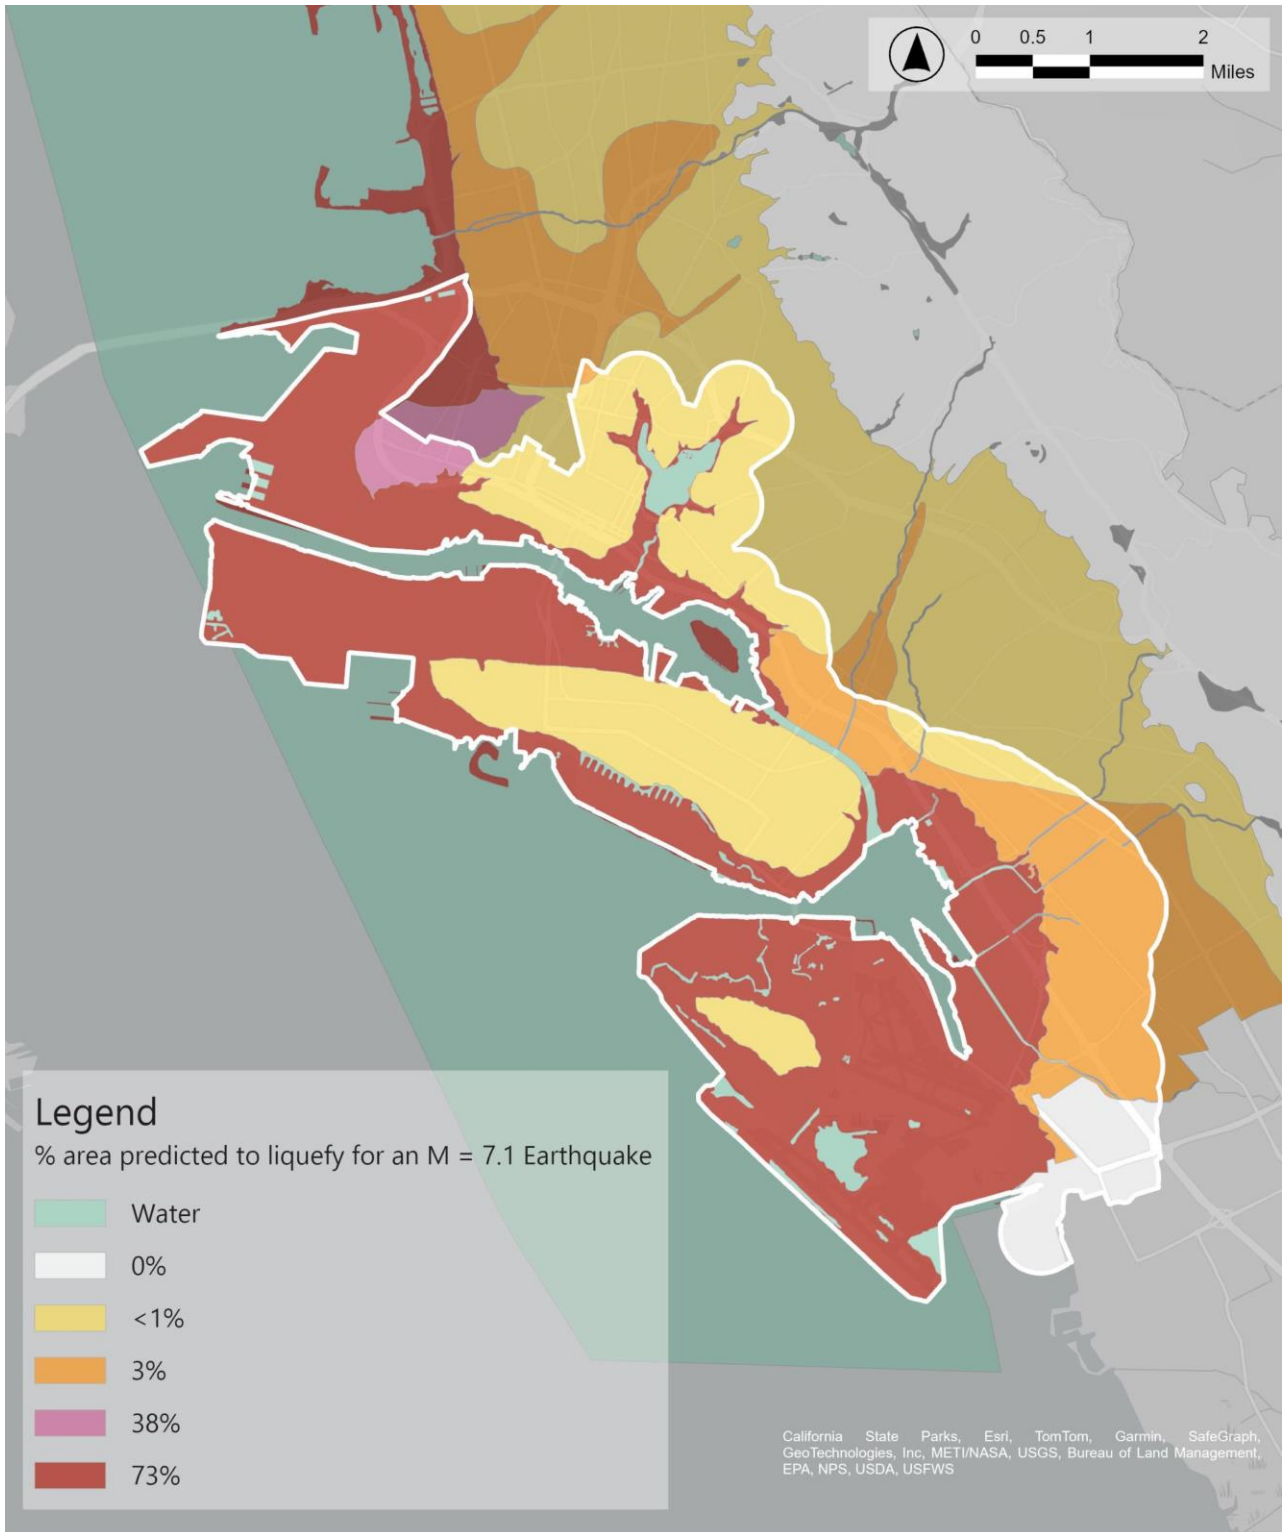 0 0.5 1 2
Miles
Legend
% area predicted to liquefy for an M = 7.1 Earthquake
Water
0%
<1%
3%
38%
73%
California State Parks, Esri, TomTom, Garmin, SafeGraph,
GeoTechnologies, Inc, METI/NASA, USGS, Bureau of Land Management,
EPA, NPS, USDA, USFWS